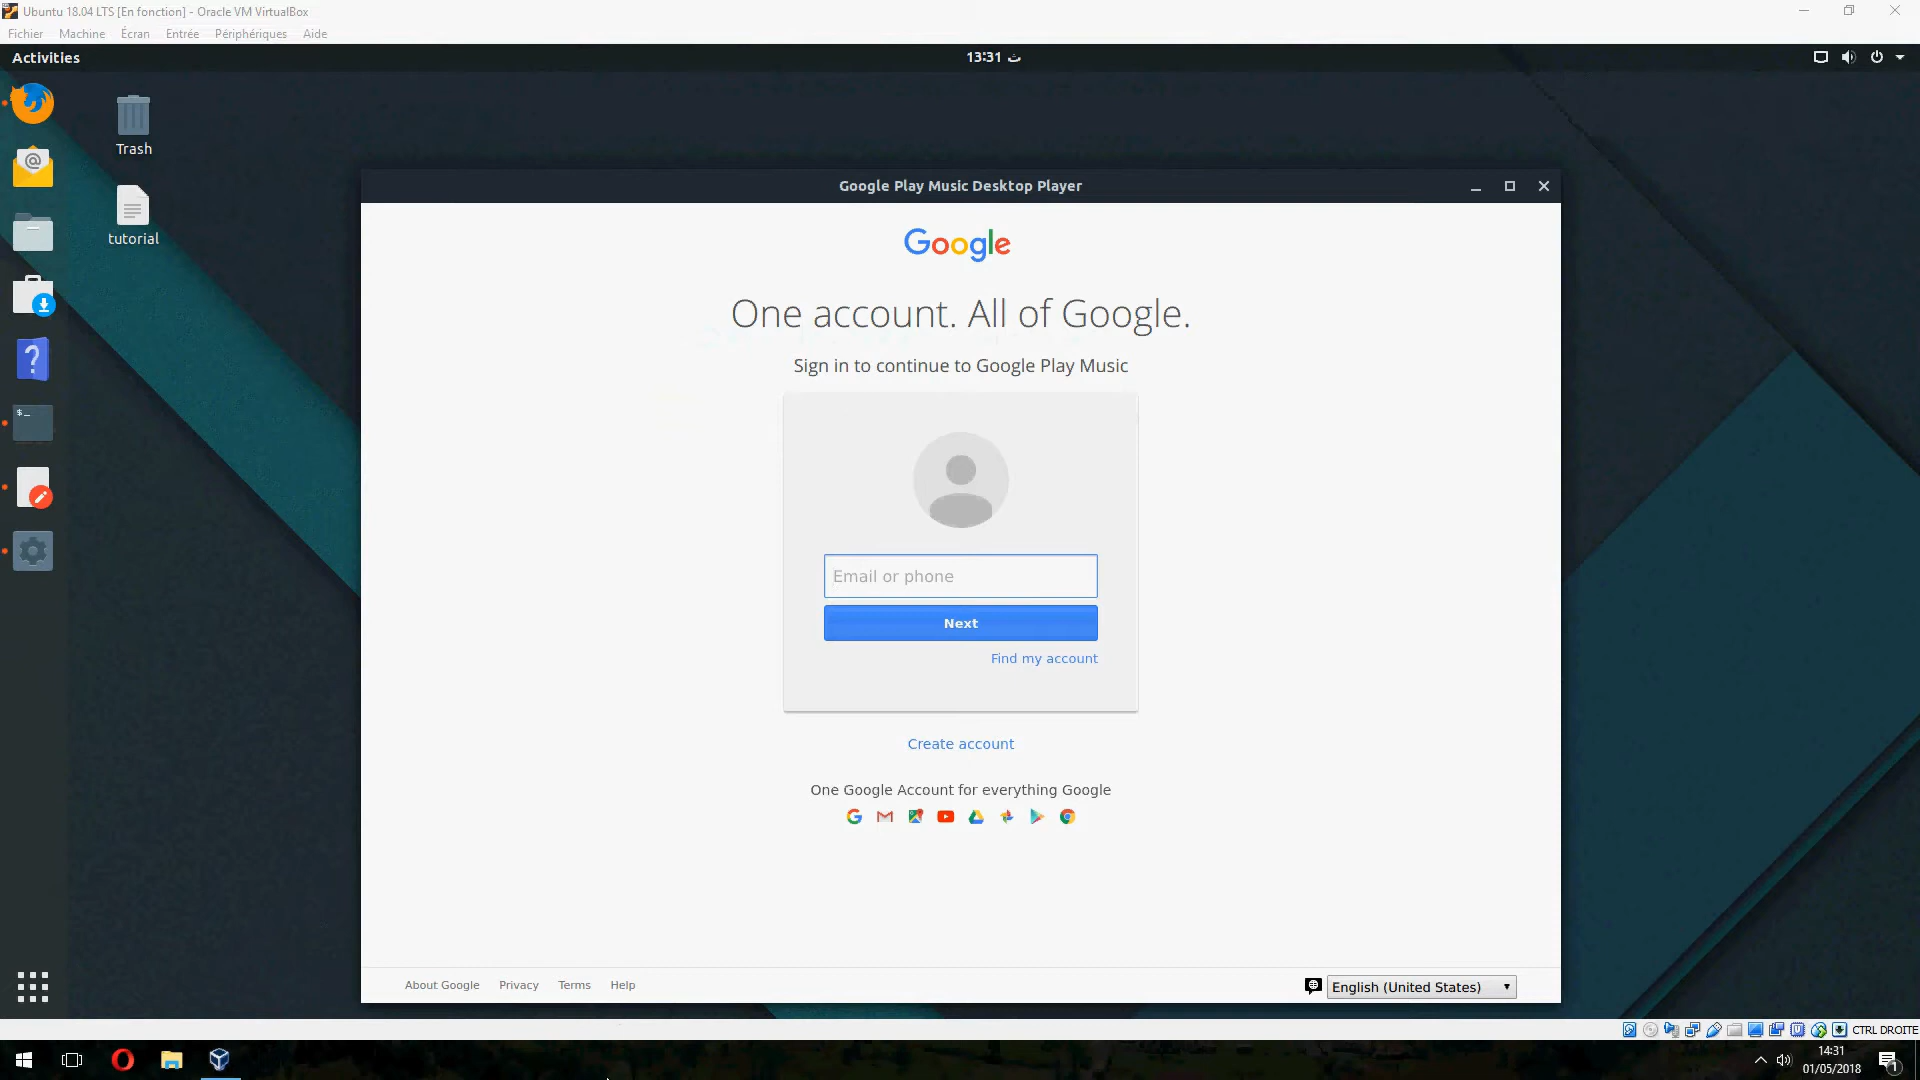 Ubuntu 18.04 LTS [En fonction] - Oracle VM VirtualBox
Fichier Machine Écran Entrée Périphériques Aide
Activities
13:31 ث
Trash
tutorial
Google Play Music Desktop Player
Google
One account. All of Google.
Sign in to continue to Google Play Music
Email or phone
Next
Find my account
Create account
One Google Account for everything Google
About Google Privacy Terms Help
English (United States)
CTRL DROITE
14:31
01/05/2018
1